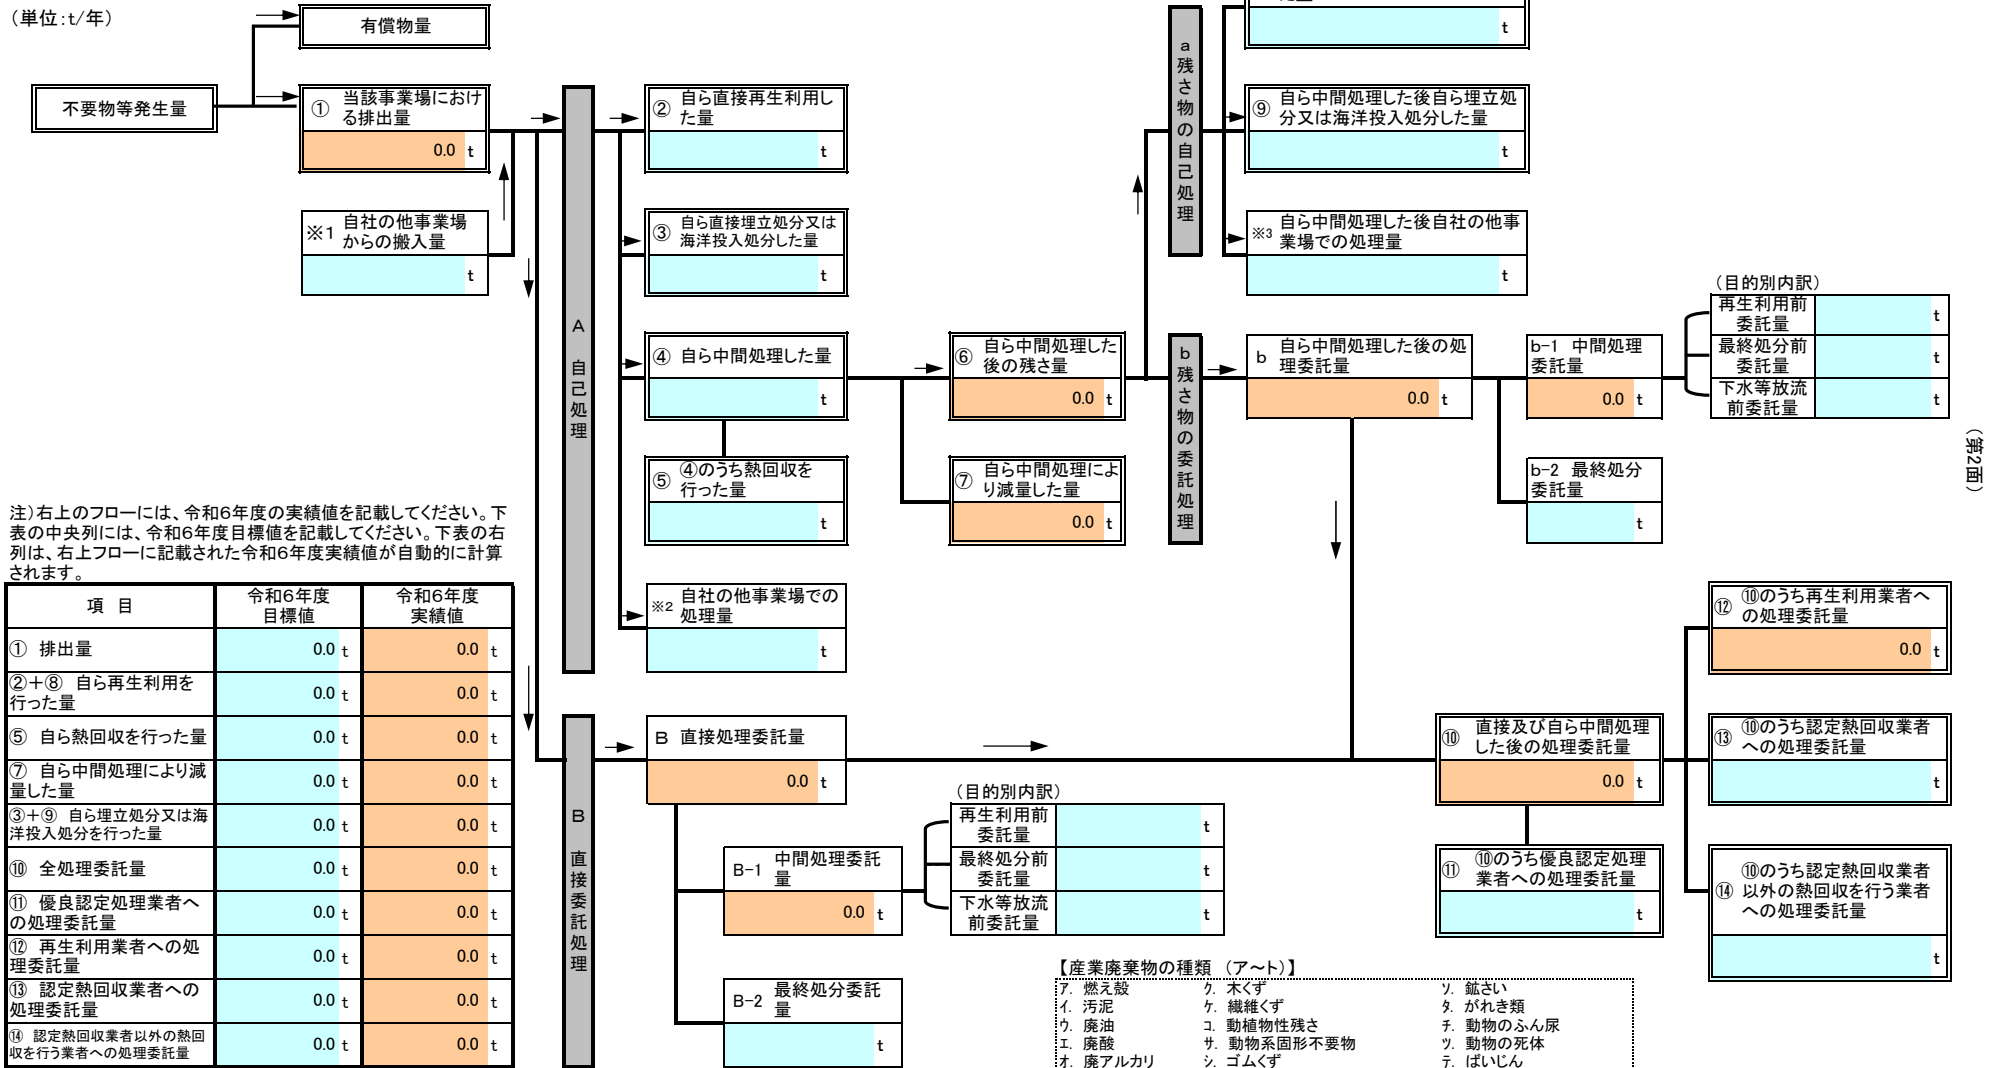 (単位:t/年)
有償物量
不要物等発生量
① 当該事業場におけ
る排出量
0.0 t
※1 自社の他事業場
からの搬入量
t
A 自己処理
② 自ら直接再生利用し
た量
t
③ 自ら直接埋立処分又は
海洋投入処分した量
t
④ 自ら中間処理した量
t
⑤ ④のうち熱回収を
行った量
t
※2 自社の他事業場での
処理量
t
⑥ 自ら中間処理した
後の残さ量
0.0 t
⑦ 自ら中間処理によ
り減量した量
0.0 t
a 残さ物の自己処理
t
⑨ 自ら中間処理した後自ら埋立処
分又は海洋投入処分した量
t
※3 自ら中間処理した後自社の他事
業場での処理量
t
b 残さ物の委託処理
b 自ら中間処理した後の処
理委託量
0.0 t
b-1 中間処理
委託量
0.0 t
b-2 最終処分
委託量
t
(目的別内訳)
再生利用前
委託量
t
最終処分前
委託量
t
下水等放流
前委託量
t
(第2面)
注)右上のフローには、令和6年度の実績値を記載してください。下
表の中央列には、令和6年度目標値を記載してください。下表の右
列は、右上フローに記載された令和6年度実績値が自動的に計算
されます。
項 目 令和6年度
目標値 令和6年度
実績値
① 排出量 0.0 t 0.0 t
②+⑧ 自ら再生利用を
行った量 0.0 t 0.0 t
⑤ 自ら熱回収を行った量 0.0 t 0.0 t
⑦ 自ら中間処理により減
量した量 0.0 t 0.0 t
③+⑨ 自ら埋立処分又は海
洋投入処分を行った量 0.0 t 0.0 t
⑩ 全処理委託量 0.0 t 0.0 t
⑪ 優良認定処理業者へ
の処理委託量 0.0 t 0.0 t
⑫ 再生利用業者への処
理委託量 0.0 t 0.0 t
⑬ 認定熱回収業者への
処理委託量 0.0 t 0.0 t
⑭ 認定熱回収業者以外の熱回
収を行う業者への処理委託量 0.0 t 0.0 t
B 直接委託処理
B 直接処理委託量
0.0 t
B-1 中間処理委託
量
0.0 t
B-2 最終処分委託
量
t
(目的別内訳)
再生利用前
委託量
t
最終処分前
委託量
t
下水等放流
前委託量
t
⑩ 直接及び自ら中間処理
した後の処理委託量
0.0 t
⑪ ⑩のうち優良認定処理
業者への処理委託量
t
⑫ ⑩のうち再生利用業者へ
の処理委託量
0.0 t
⑬ ⑩のうち認定熱回収業者
への処理委託量
t
⑭ ⑩のうち認定熱回収業者
以外の熱回収を行う業者
への処理委託量
t
【産業廃棄物の種類 (ア~ト)】
ア. 燃え殻 ク. 木くず ソ. 鉱さい
イ. 汚泥 ケ. 繊維くず タ. がれき類
ウ. 廃油 コ. 動植物性残さ チ. 動物のふん尿
エ. 廃酸 サ. 動物系固形不要物 ツ. 動物の死体
オ. 廃アルカリ シ. ゴムくず テ. ばいじん